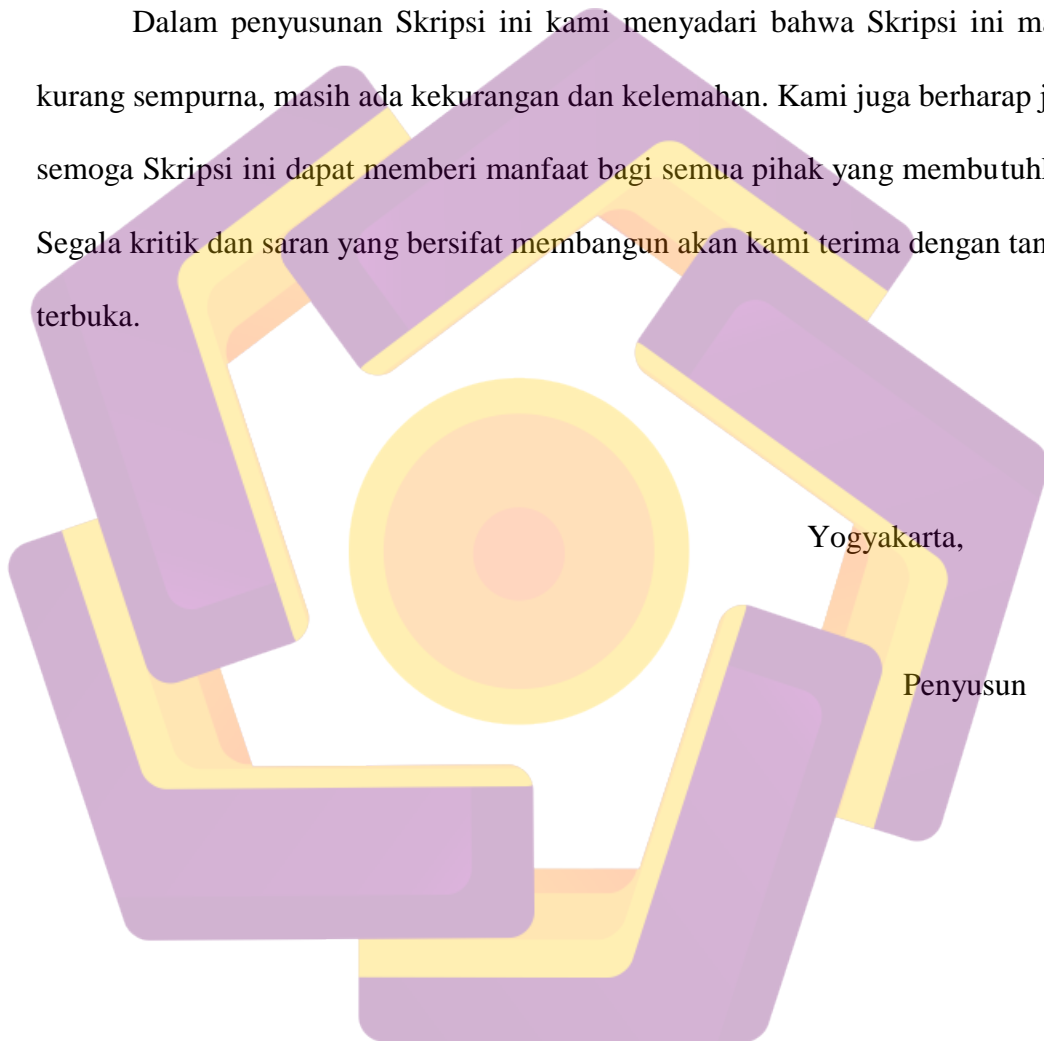 Dalam penyusunan Skripsi ini kami menyadari bahwa Skripsi ini ma
kurang sempurna, masih ada kekurangan dan kelemahan. Kami juga berharap j
semoga Skripsi ini dapat memberi manfaat bagi semua pihak yang membutuh
Segala kritik dan saran yang bersifat membangun akan kami terima dengan tan
terbuka.
Yogyakarta,
Penyusun